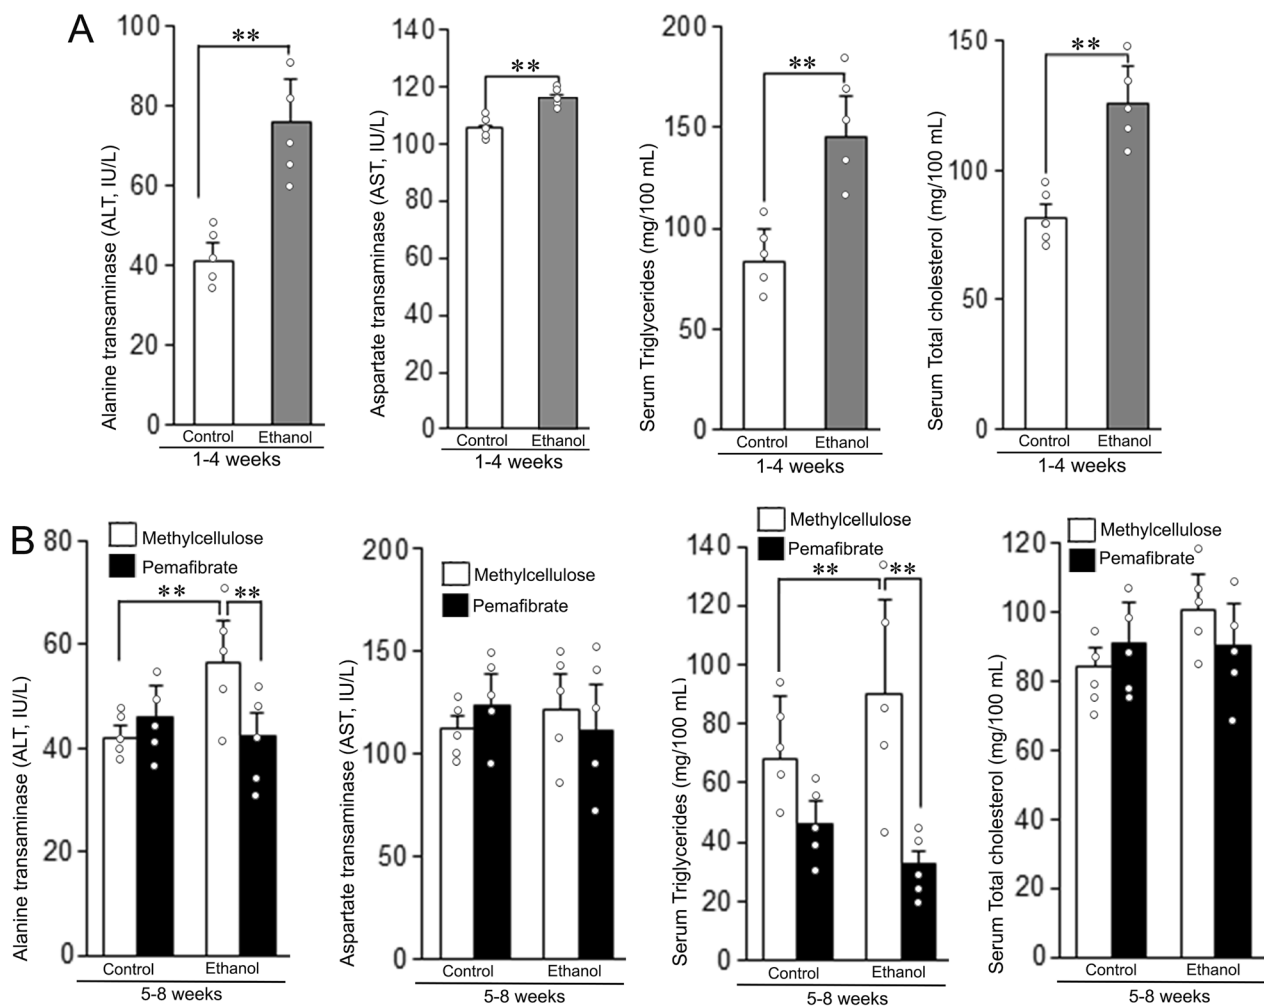 A
Alanine transaminase (ALT, IU/L)
100
80
60
40
20
0
**
Control Ethanol
1-4 weeks
Aspartate transaminase (AST, IU/L)
140
120
100
80
60
40
20
0
**
Control Ethanol
1-4 weeks
Serum Triglycerides (mg/100 mL)
200
150
100
50
0
**
Control Ethanol
1-4 weeks
Serum Total cholesterol (mg/100 mL)
150
100
50
0
**
Control Ethanol
1-4 weeks
B
Methylcellulose
Pemafibrate
Alanine transaminase (ALT, IU/L)
80
60
40
20
0
** **
Control Ethanol
5-8 weeks
Methylcellulose
Pemafibrate
Aspartate transaminase (AST, IU/L)
200
150
100
50
0
Control Ethanol
5-8 weeks
Methylcellulose
Pemafibrate
Serum Triglycerides (mg/100 mL)
140
120
100
80
60
40
20
0
** **
Control Ethanol
5-8 weeks
Methylcellulose
Pemafibrate
Serum Total cholesterol (mg/100 mL)
120
100
80
60
40
20
0
Control Ethanol
5-8 weeks